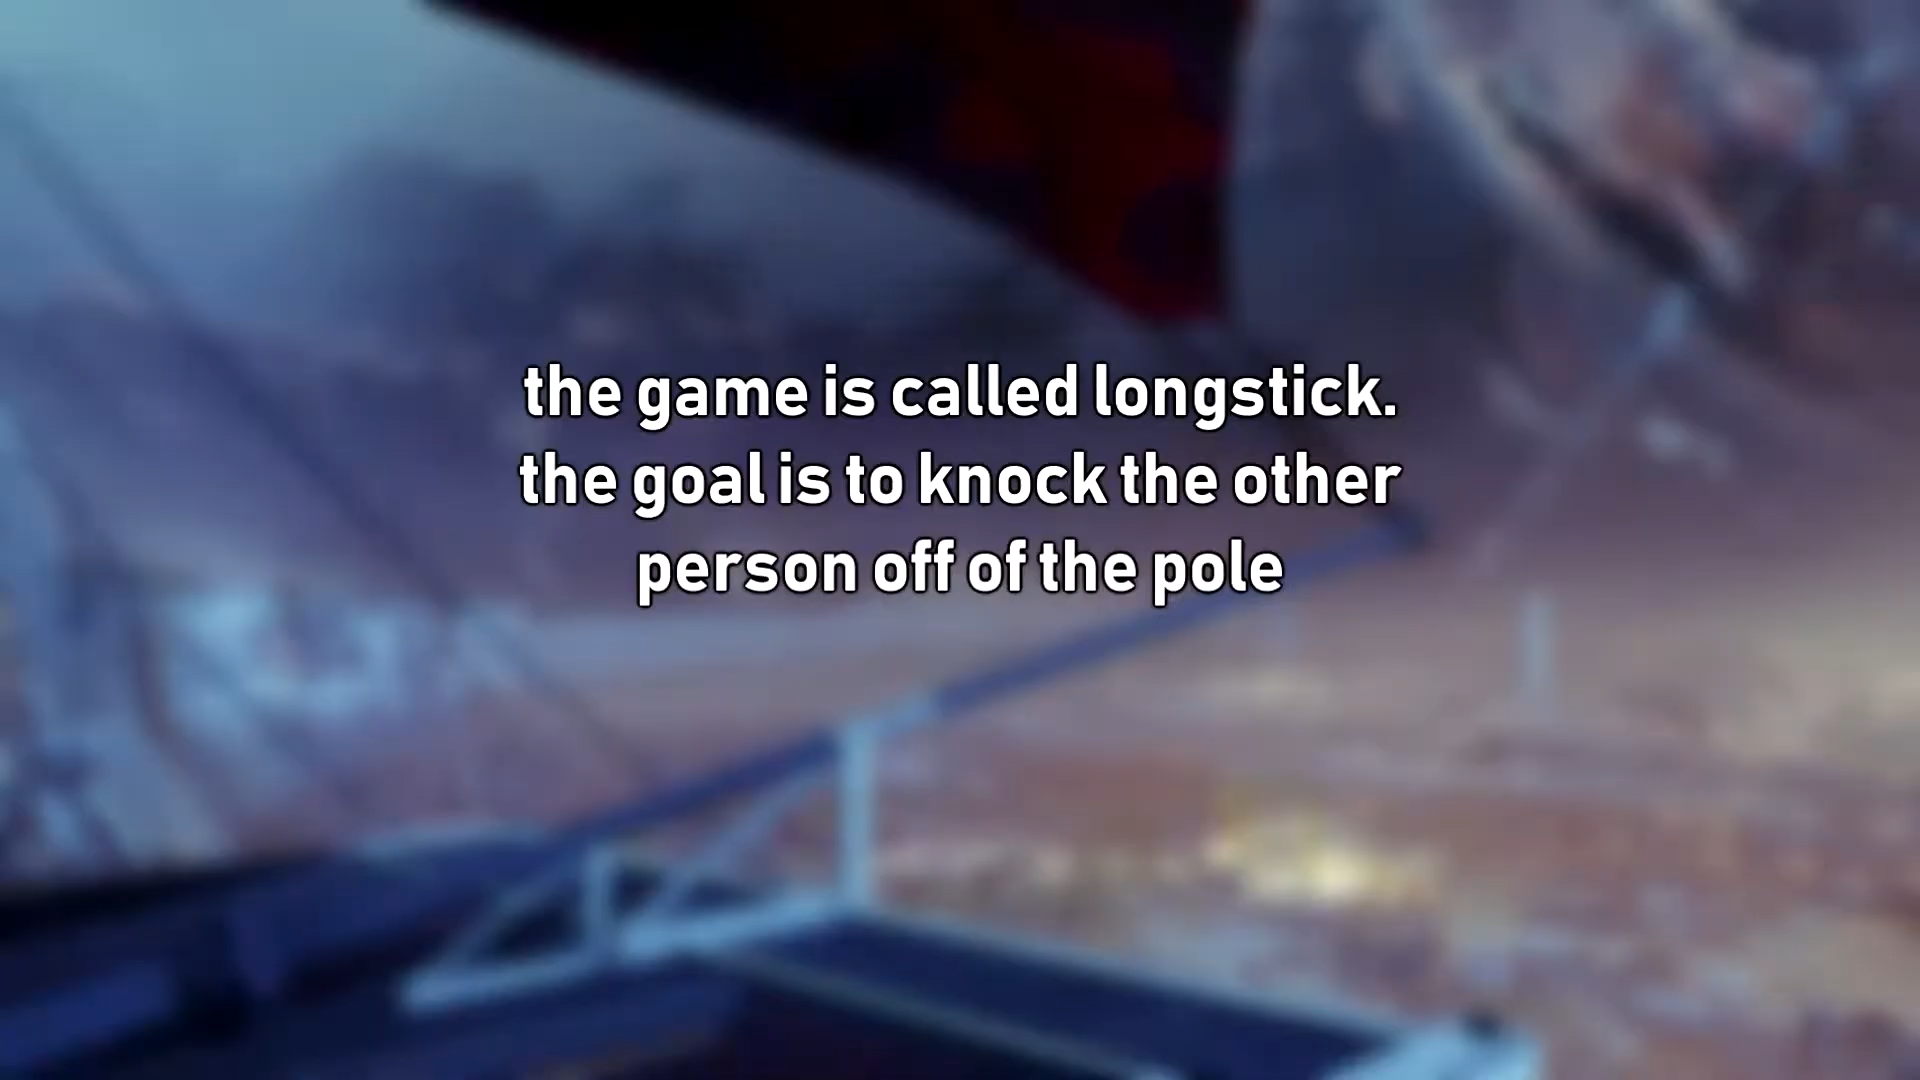 the game is called longstick.
the goal is to knock the other
person off of the pole